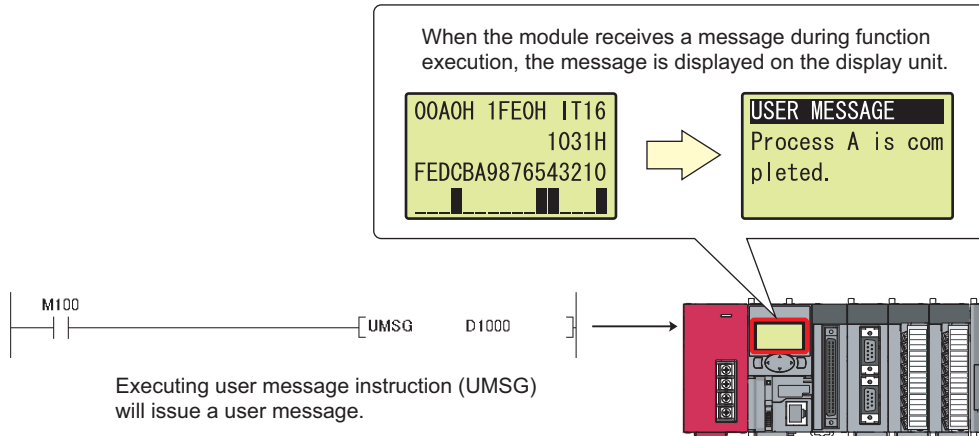 When the module receives a message during function
execution, the message is displayed on the display unit.
00A0H 1FE0H IT16
1031H
FEDCBA9876543210
USER MESSAGE
Process A is com
pleted.
M100
UMSG D1000
Executing user message instruction (UMSG)
will issue a user message.